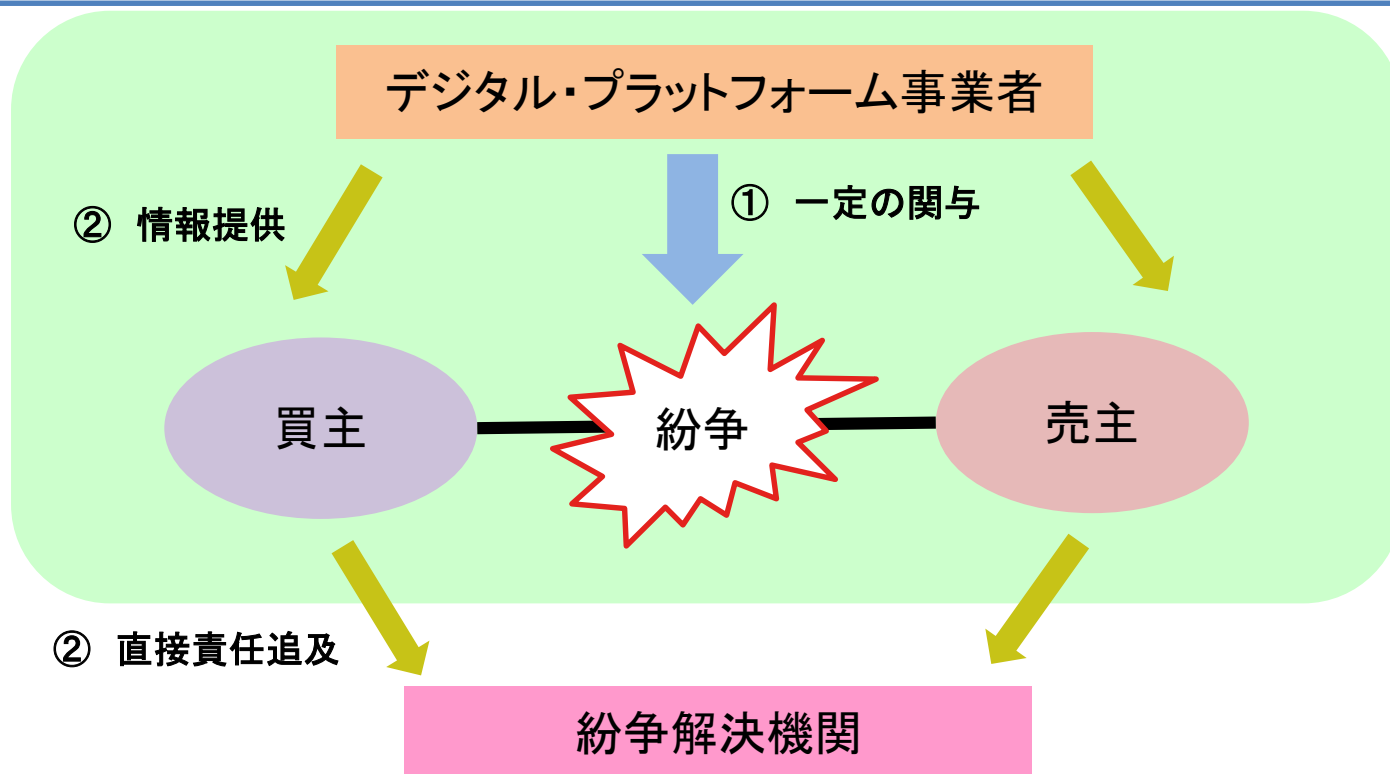 デジタル・プラットフォーム事業者
① 一定の関与
② 情報提供
買主
紛争
売主
② 直接責任追及
紛争解決機関